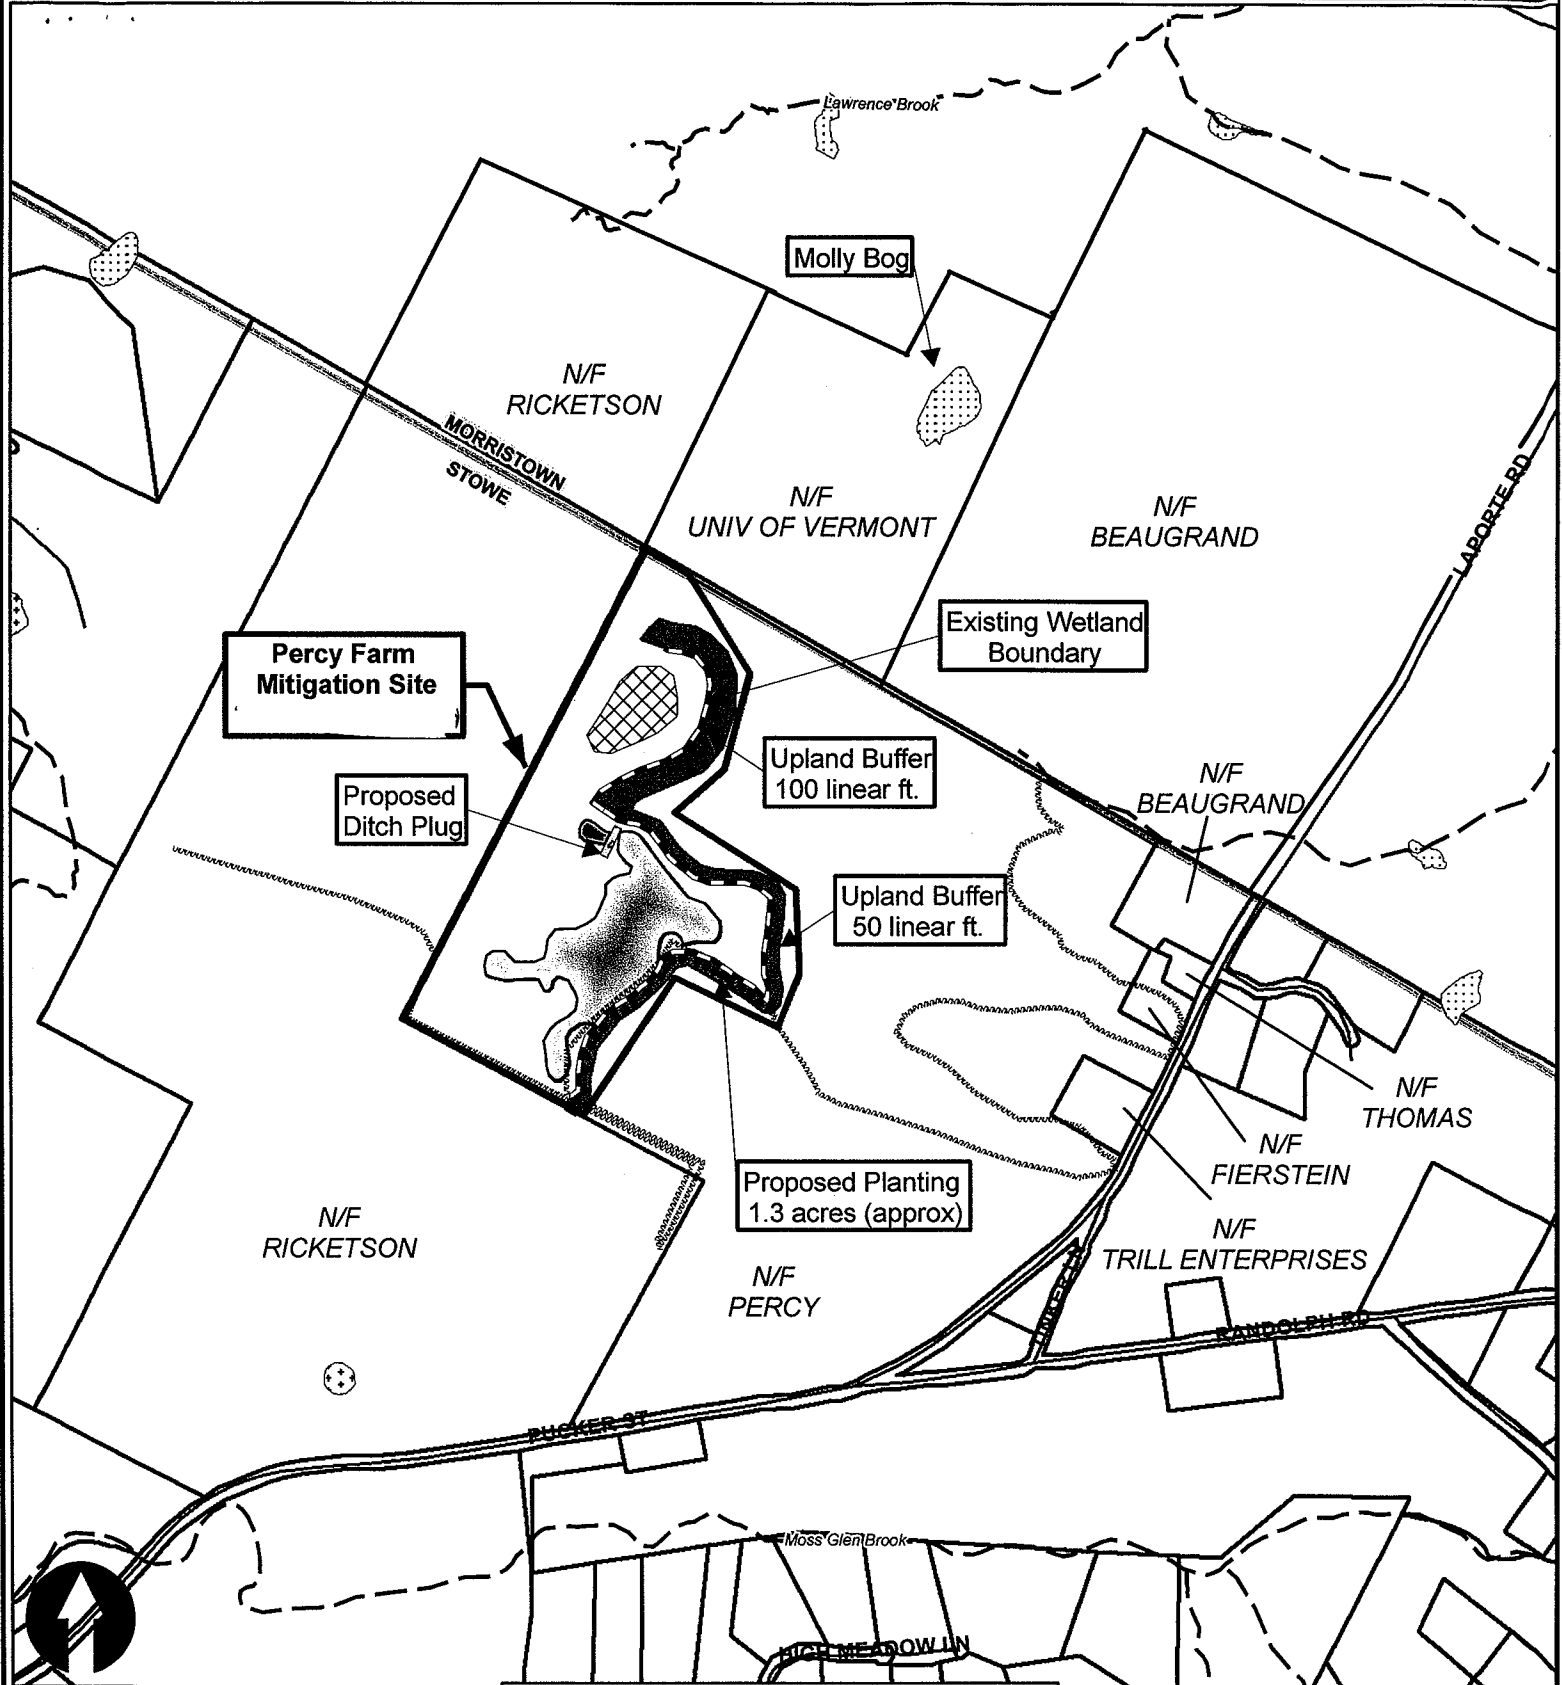 Lawrence Brook
Molly Bog
N/F
RICKETSON
MORRISTOWN
STOWE
N/F
UNIV OF VERMONT
N/F
BEAUGRAND
LAPORTE RD
Existing Wetland
Boundary
Percy Farm
Mitigation Site
Upland Buffer
100 linear ft.
Proposed
Ditch Plug
N/F
BEAUGRAND
Upland Buffer
50 linear ft.
N/F
THOMAS
N/F
FIERSTEIN
Proposed Planting
1.3 acres (approx)
N/F
RICKETSON
N/F
TRILL ENTERPRISES
N/F
PERCY
TINKER LN
RANDOLPH RD
PUCKER ST
Moss Glen Brook
HIGH MEADOW LN